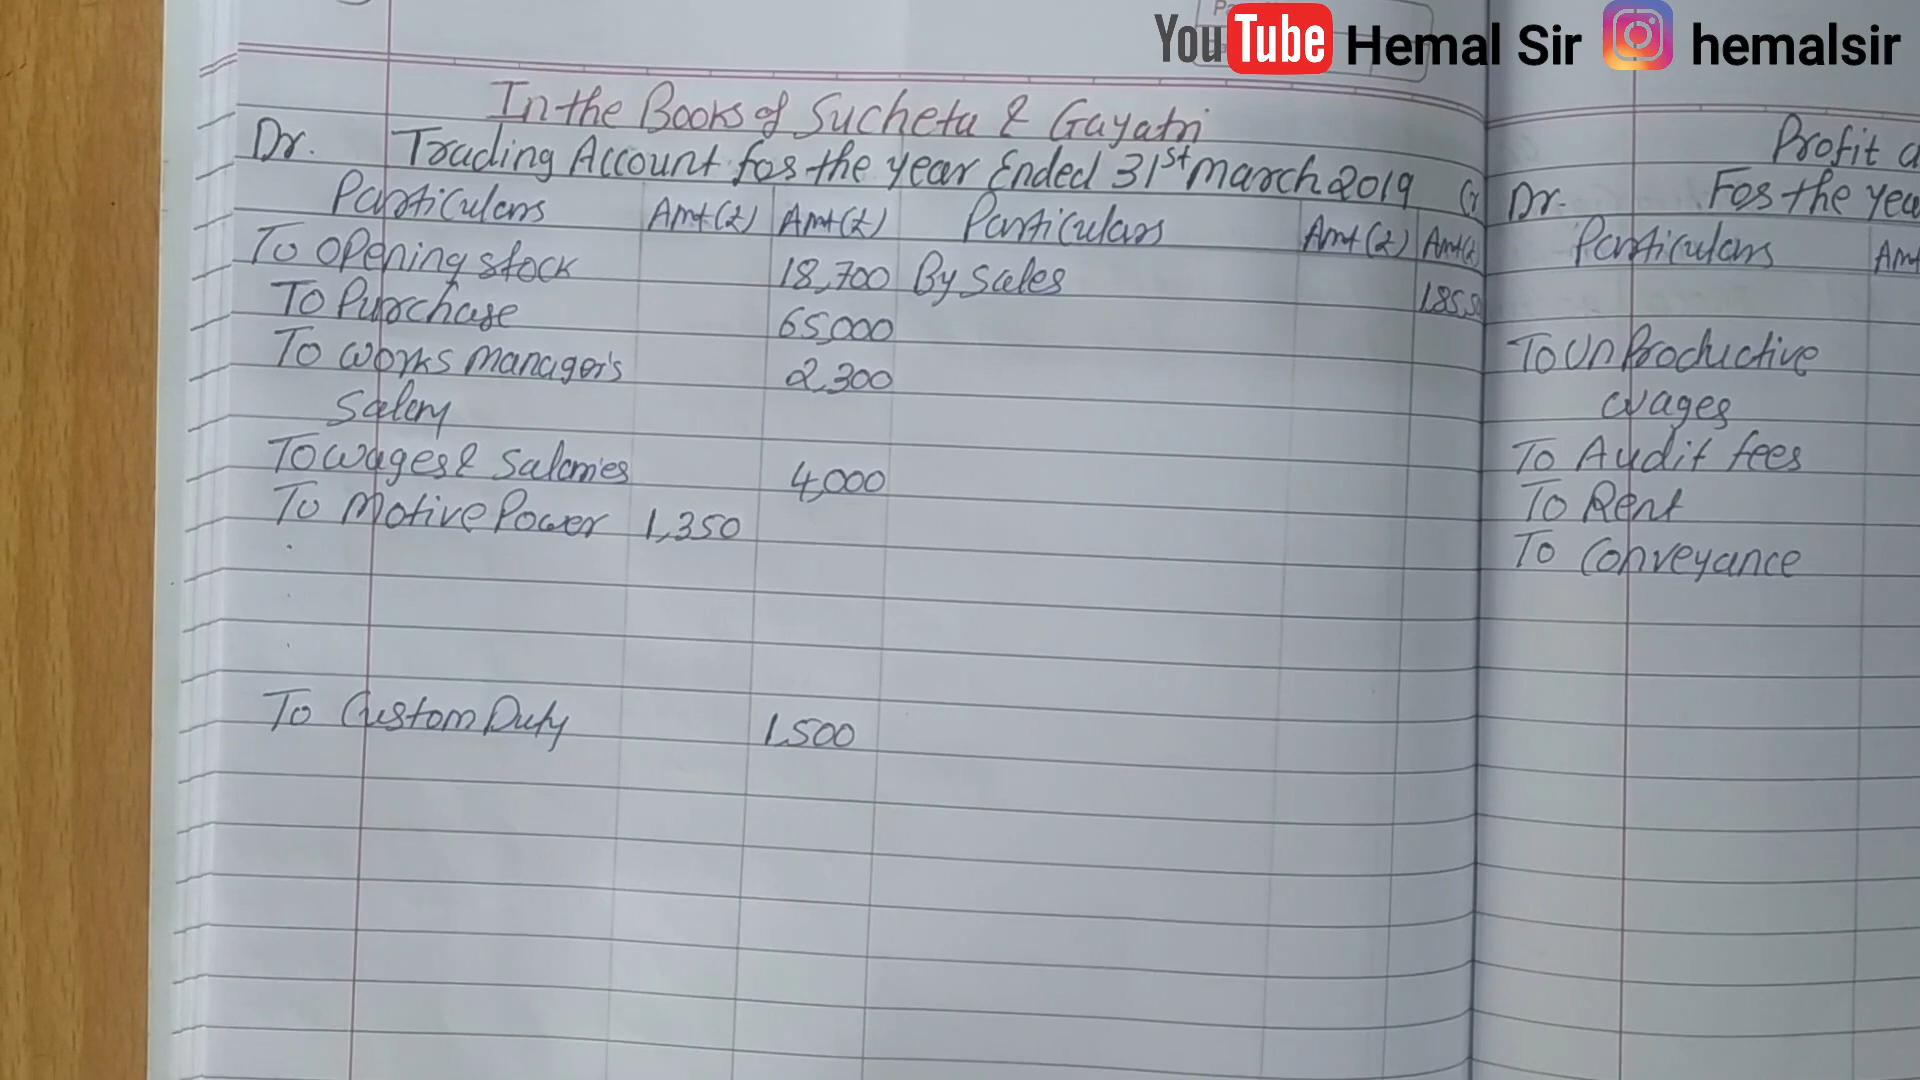 YouTube Hemal Sir hemalsir
In the Books of Sucheta & Gayatri
Dr. Trading Account for the year Ended 31st march 2019 Cr
Particulars Amt(₹) Amt(₹) Particulars Amt(₹) Amt(₹)
To opening stock 18,700 By Sales
To Purchase 65,000
To works manager's 2,300
Salary
To wages & Salaries 4,000
To Motive Power 1,350
To Custom Duty 1,500
Profit
Dr. For the
Particulars
To UnProductive
wages
To Audit fees
To Rent
To Conveyance